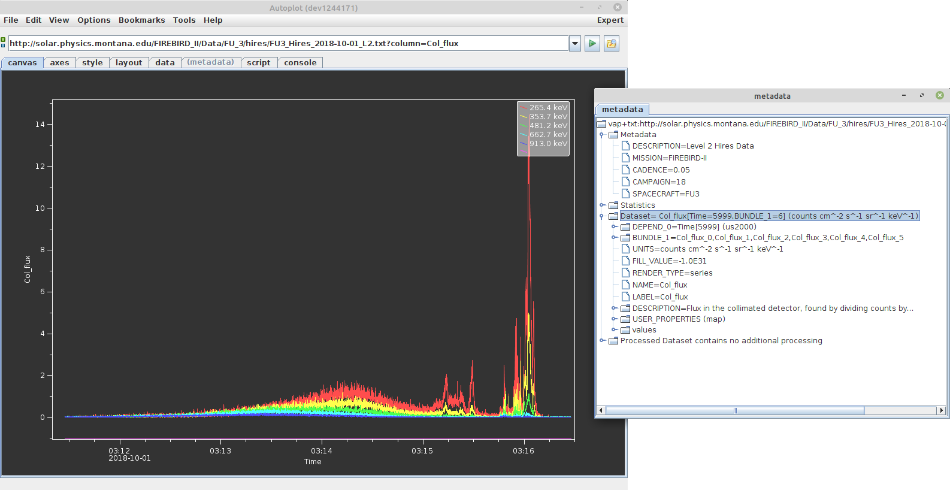 Autoplot (dev1244171)
File Edit View Options Bookmarks Tools Help Expert
http://solar.physics.montana.edu/FIREBIRD_II/Data/FU_3/hires/FU3_Hires_2018-10-01_L2.txt?column=Col_flux
canvas axes style layout data (metadata) script console
265.4 keV
353.7 keV
481.2 keV
662.7 keV
913.0 keV
14
12
10
8
6
4
2
0
Col_flux
03:12 03:13 03:14 03:15 03:16
2018-10-01
Time
metadata
metadata
vap+txt:http://solar.physics.montana.edu/FIREBIRD_II/Data/FU_3/hires/FU3_Hires_2018-10-0
Metadata
DESCRIPTION=Level 2 Hires Data
MISSION=FIREBIRD-II
CADENCE=0.05
CAMPAIGN=18
SPACECRAFT=FU3
Statistics
Dataset= Col_flux[Time=5999,BUNDLE_1=6] (counts cm^-2 s^-1 sr^-1 keV^-1)
DEPEND_0=Time[5999] (us2000)
BUNDLE_1=Col_flux_0,Col_flux_1,Col_flux_2,Col_flux_3,Col_flux_4,Col_flux_5
UNITS=counts cm^-2 s^-1 sr^-1 keV^-1
FILL_VALUE=-1.0E31
RENDER_TYPE=series
NAME=Col_flux
LABEL=Col_flux
DESCRIPTION=Flux in the collimated detector, found by dividing counts by...
USER_PROPERTIES (map)
values
Processed Dataset contains no additional processing